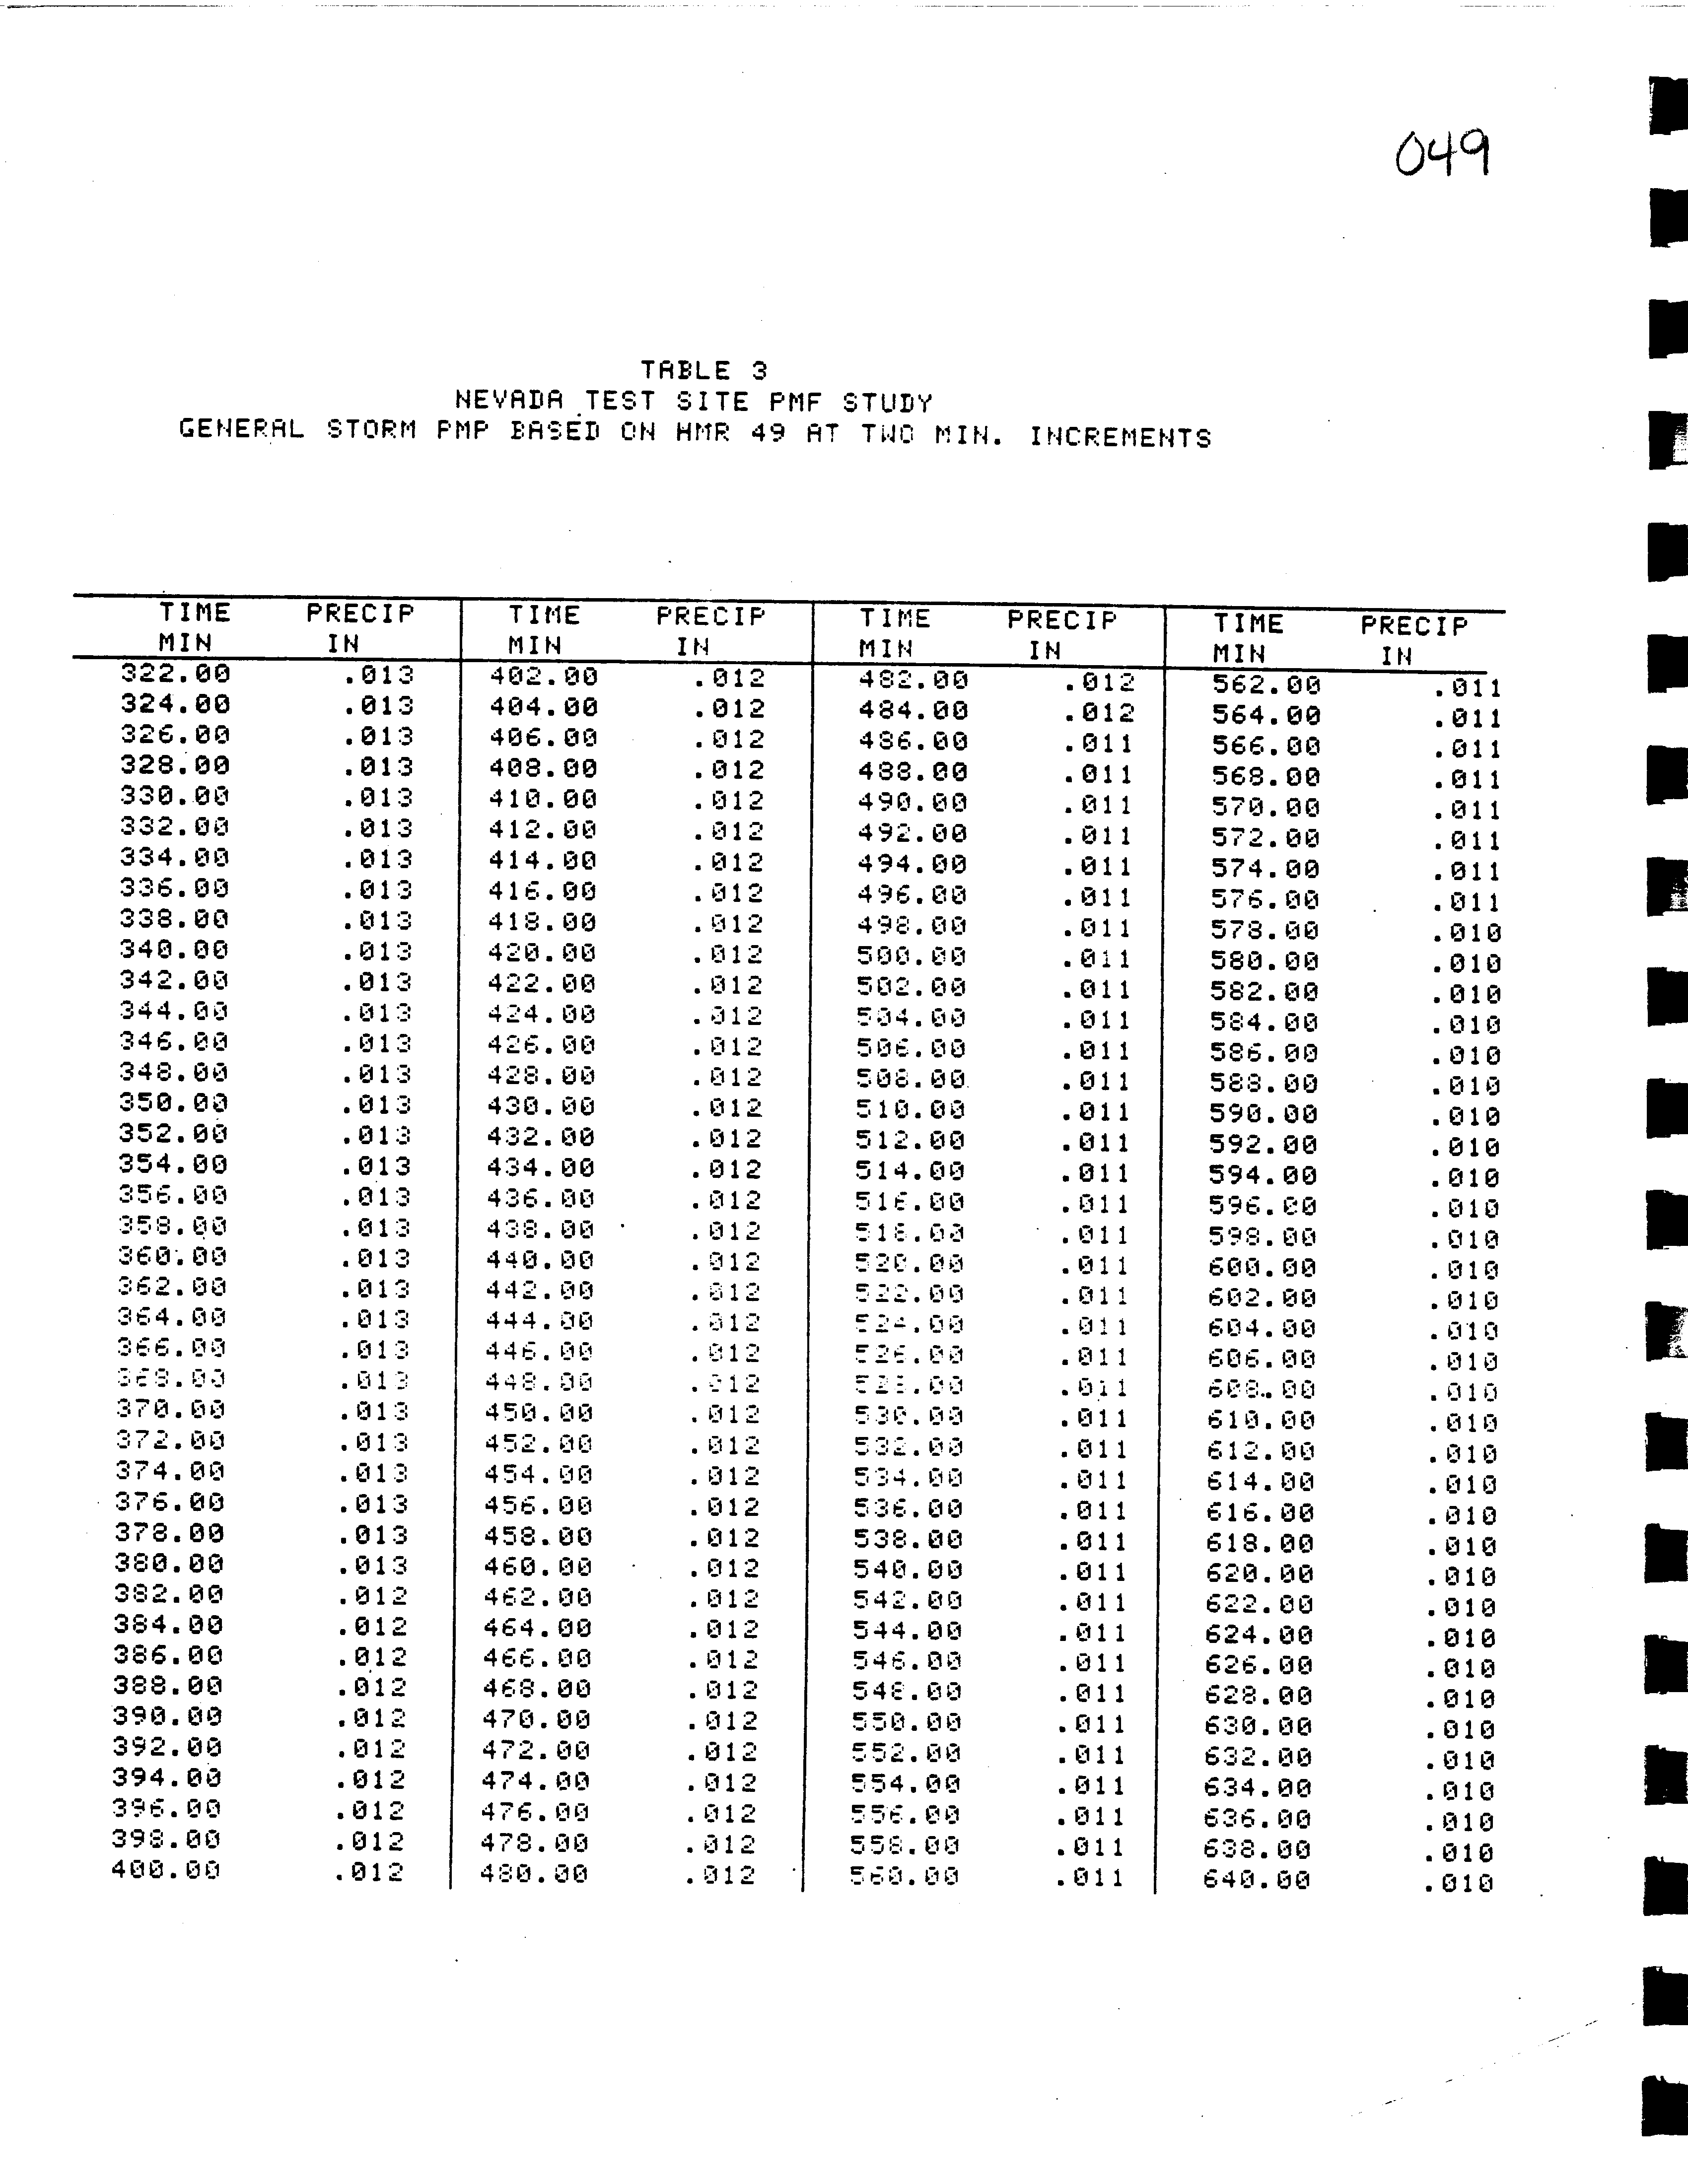 049
TABLE 3
NEVADA TEST SITE PMF STUDY
GENERAL STORM PMP BASED ON HMR 49 AT TWO MIN. INCREMENTS
TIME PRECIP TIME PRECIP TIME PRECIP TIME PRECIP
MIN IN MIN IN MIN IN MIN IN
322.00 .013 402.00 .012 482.00 .012 562.00 .011
324.00 .013 404.00 .012 484.00 .012 564.00 .011
326.00 .013 406.00 .012 486.00 .011 566.00 .011
328.00 .013 408.00 .012 488.00 .011 568.00 .011
330.00 .013 410.00 .012 490.00 .011 570.00 .011
332.00 .013 412.00 .012 492.00 .011 572.00 .011
334.00 .013 414.00 .012 494.00 .011 574.00 .011
336.00 .013 416.00 .012 496.00 .011 576.00 .011
338.00 .013 418.00 .012 498.00 .011 578.00 .010
340.00 .013 420.00 .012 500.00 .011 580.00 .010
342.00 .013 422.00 .012 502.00 .011 582.00 .010
344.00 .013 424.00 .012 504.00 .011 584.00 .010
346.00 .013 426.00 .012 506.00 .011 586.00 .010
348.00 .013 428.00 .012 508.00 .011 588.00 .010
350.00 .013 430.00 .012 510.00 .011 590.00 .010
352.00 .013 432.00 .012 512.00 .011 592.00 .010
354.00 .013 434.00 .012 514.00 .011 594.00 .010
356.00 .013 436.00 .012 516.00 .011 596.00 .010
358.00 .013 438.00 .012 518.00 .011 598.00 .010
360.00 .013 440.00 .012 520.00 .011 600.00 .010
362.00 .013 442.00 .012 522.00 .011 602.00 .010
364.00 .013 444.00 .012 524.00 .011 604.00 .010
366.00 .013 446.00 .012 526.00 .011 606.00 .010
368.00 .013 448.00 .012 528.00 .011 608.00 .010
370.00 .013 450.00 .012 530.00 .011 610.00 .010
372.00 .013 452.00 .012 532.00 .011 612.00 .010
374.00 .013 454.00 .012 534.00 .011 614.00 .010
376.00 .013 456.00 .012 536.00 .011 616.00 .010
378.00 .013 458.00 .012 538.00 .011 618.00 .010
380.00 .013 460.00 .012 540.00 .011 620.00 .010
382.00 .012 462.00 .012 542.00 .011 622.00 .010
384.00 .012 464.00 .012 544.00 .011 624.00 .010
386.00 .012 466.00 .012 546.00 .011 626.00 .010
388.00 .012 468.00 .012 548.00 .011 628.00 .010
390.00 .012 470.00 .012 550.00 .011 630.00 .010
392.00 .012 472.00 .012 552.00 .011 632.00 .010
394.00 .012 474.00 .012 554.00 .011 634.00 .010
396.00 .012 476.00 .012 556.00 .011 636.00 .010
398.00 .012 478.00 .012 558.00 .011 638.00 .010
400.00 .012 480.00 .012 560.00 .011 640.00 .010